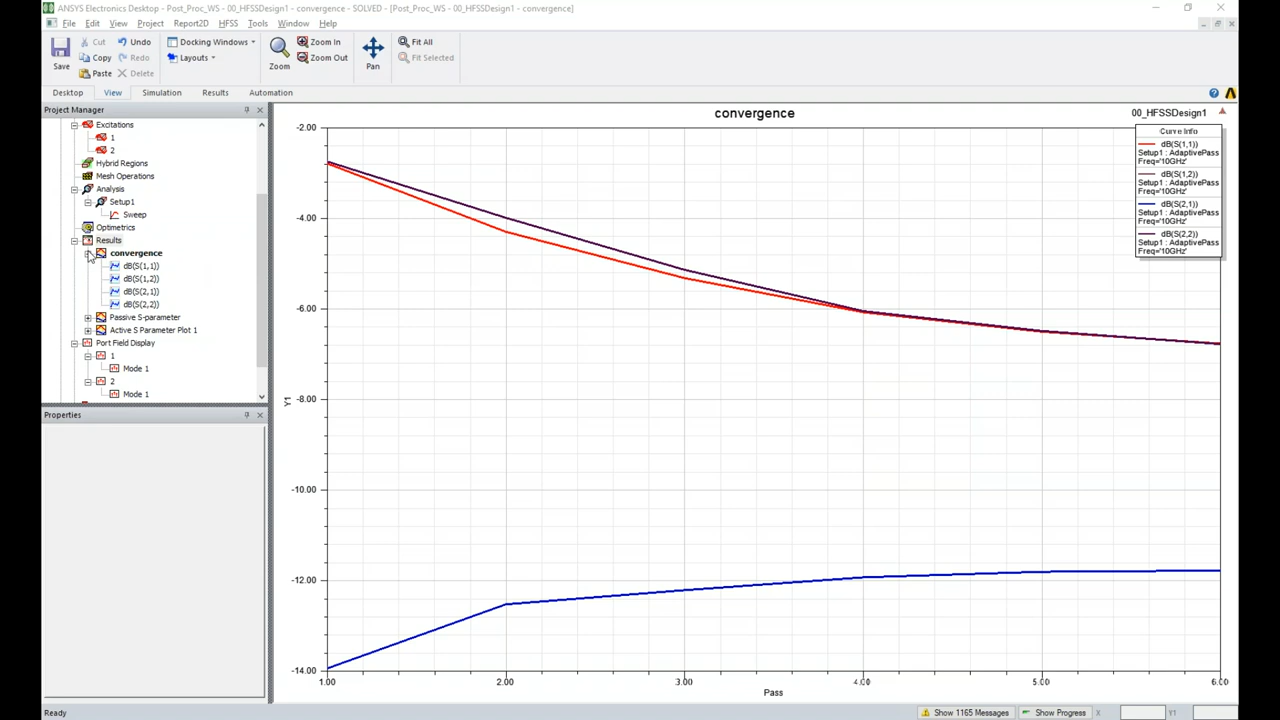 ANSYS Electronics Desktop - Post_Proc_WS - 00_HFSSDesign1 - convergence - SOLVED - [Post_Proc_WS - 00_HFSSDesign1 - convergence]
File Edit View Project Report2D HFSS Tools Window Help
Save
Cut
Copy
Paste
Undo
Redo
Delete
Docking Windows
Layouts
Zoom
Zoom In
Zoom Out
Pan
Fit All
Fit Selected
Desktop View Simulation Results Automation
Project Manager
Excitations
1
2
Hybrid Regions
Mesh Operations
Analysis
Setup1
Sweep
Optimetrics
Results
convergence
dB(S(1,1))
dB(S(1,2))
dB(S(2,1))
dB(S(2,2))
Passive S-parameter
Active S Parameter Plot 1
Port Field Display
1
Mode 1
2
Mode 1
Properties
convergence
00_HFSSDesign1
Curve Info
dB(S(1,1))
Setup1 : AdaptivePass
Freq='10GHz'
dB(S(1,2))
Setup1 : AdaptivePass
Freq='10GHz'
dB(S(2,1))
Setup1 : AdaptivePass
Freq='10GHz'
dB(S(2,2))
Setup1 : AdaptivePass
Freq='10GHz'
-2.00
-4.00
-6.00
-8.00
-10.00
-12.00
-14.00
Y1
1.00 2.00 3.00 4.00 5.00 6.00
Pass
Ready
Show 1165 Messages
Show Progress
X
Y1